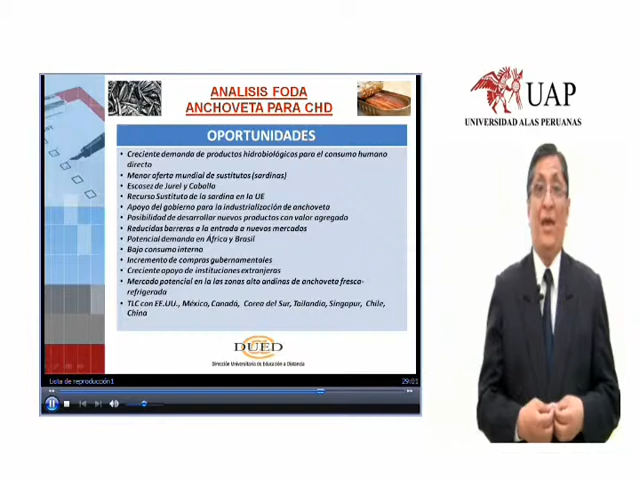 ANALISIS FODA
ANCHOVETA PARA CHD
OPORTUNIDADES
• Creciente demanda de productos hidrobiológicos para el consumo humano
directo
• Menor oferta mundial de sustitutos (sardinas)
• Escasez de Jurel y Caballa
• Recurso Sustituto de la sardina en la UE
• Apoyo del gobierno para la industrialización de anchoveta
• Posibilidad de desarrollar nuevos productos con valor agregado
• Reducidas barreras a la entrada a nuevos mercados
• Potencial demanda en África y Brasil
• Bajo consumo interno
• Incremento de compras gubernamentales
• Creciente apoyo de instituciones extranjeras
• Mercado potencial en la las zonas alto andinas de anchoveta fresca-
refrigerada
• TLC con EE.UU., México, Canadá, Corea del Sur, Tailandia, Singapur, Chile,
China
DUED
Dirección Universitaria de Educación a Distancia
Lista de reproducción1
29:01
UAP
UNIVERSIDAD ALAS PERUANAS